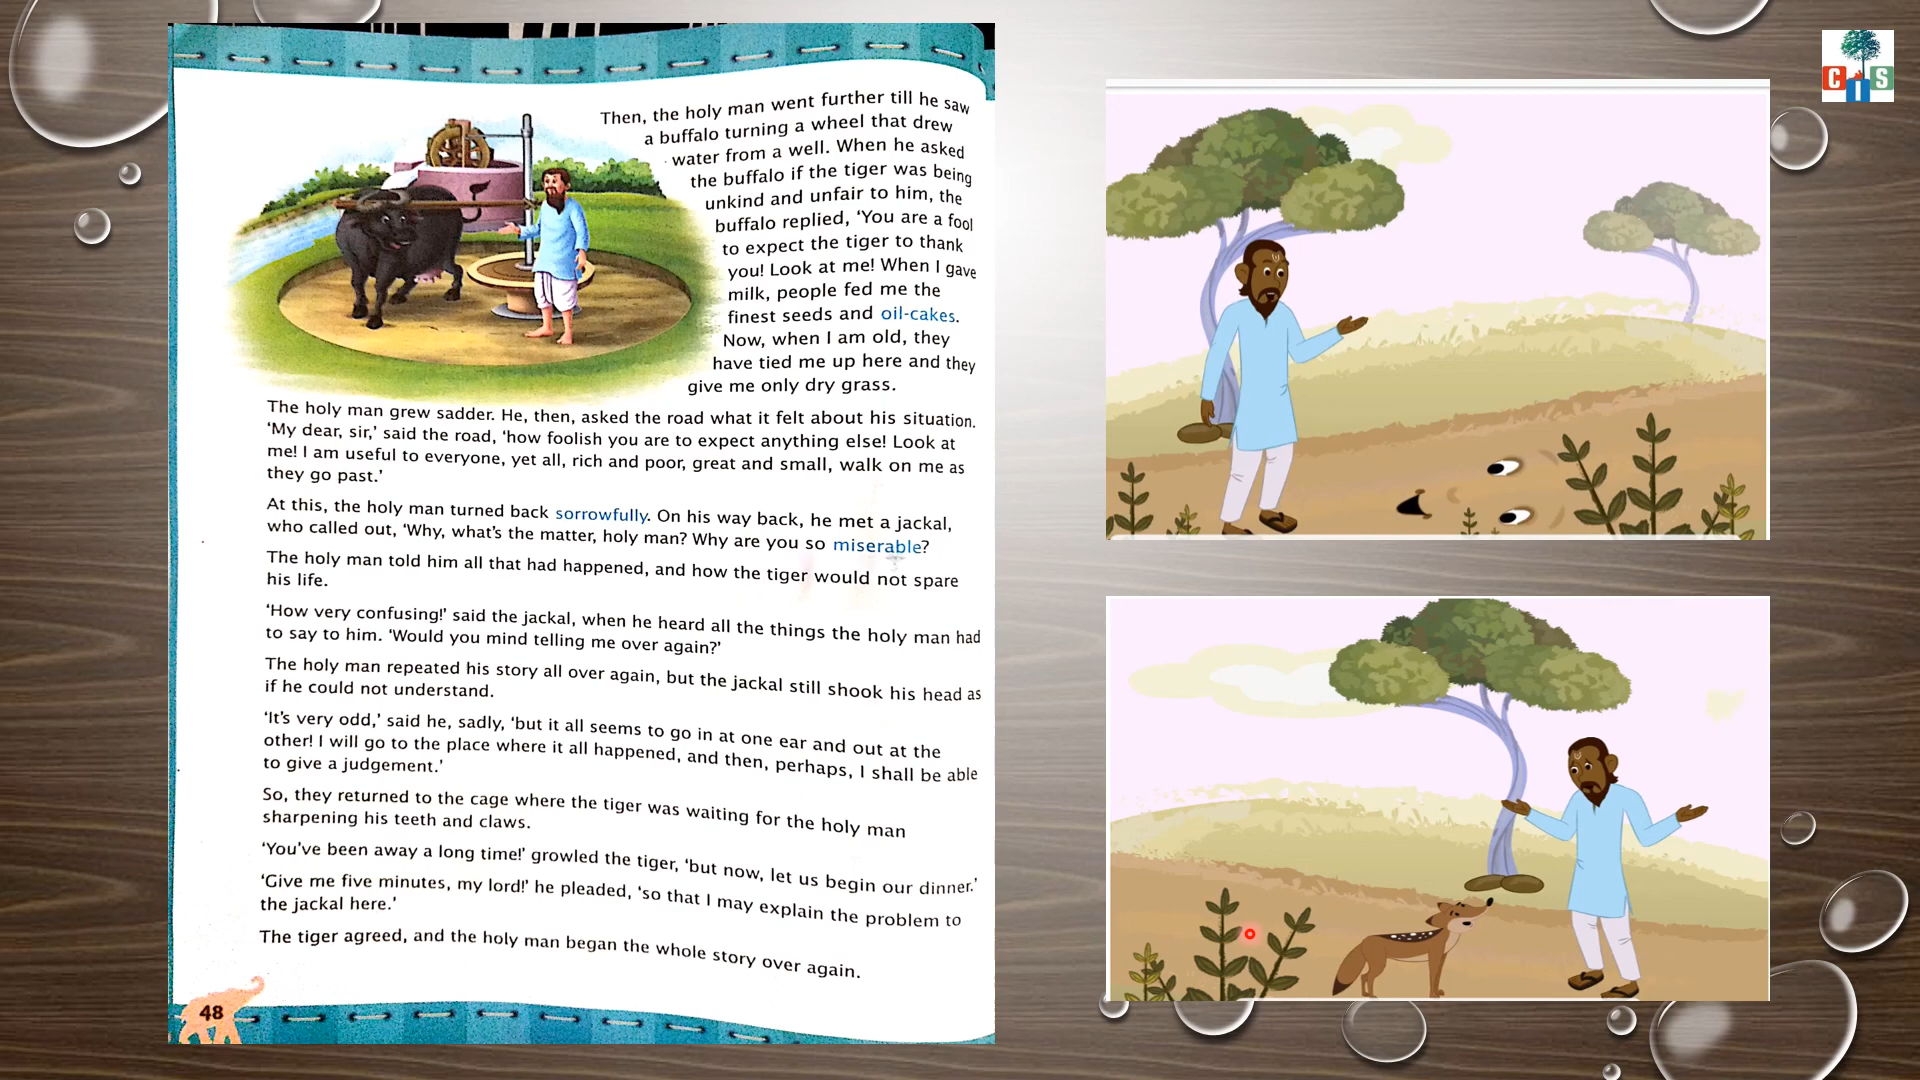 Then, the holy man went further till he saw
a buffalo turning a wheel that drew
water from a well. When he asked
the buffalo if the tiger was being
unkind and unfair to him, the
buffalo replied, 'You are a fool
to expect the tiger to thank
you! Look at me! When I gave
milk, people fed me the
finest seeds and oil-cakes.
Now, when I am old, they
have tied me up here and they
give me only dry grass.
The holy man grew sadder. He, then, asked the road what it felt about his situation.
'My dear, sir,' said the road, 'how foolish you are to expect anything else! Look at
me! I am useful to everyone, yet all, rich and poor, great and small, walk on me as
they go past.'
At this, the holy man turned back sorrowfully. On his way back, he met a jackal,
who called out, 'Why, what's the matter, holy man? Why are you so miserable?
The holy man told him all that had happened, and how the tiger would not spare
his life.
'How very confusing!' said the jackal, when he heard all the things the holy man had
to say to him. 'Would you mind telling me over again?'
The holy man repeated his story all over again, but the jackal still shook his head as
if he could not understand.
'It's very odd,' said he, sadly, 'but it all seems to go in at one ear and out at the
other! I will go to the place where it all happened, and then, perhaps, I shall be able
to give a judgement.'
So, they returned to the cage where the tiger was waiting for the holy man
sharpening his teeth and claws.
'You've been away a long time!' growled the tiger, 'but now, let us begin our dinner.'
'Give me five minutes, my lord!' he pleaded, 'so that I may explain the problem to
the jackal here.'
The tiger agreed, and the holy man began the whole story over again.
48
CIS